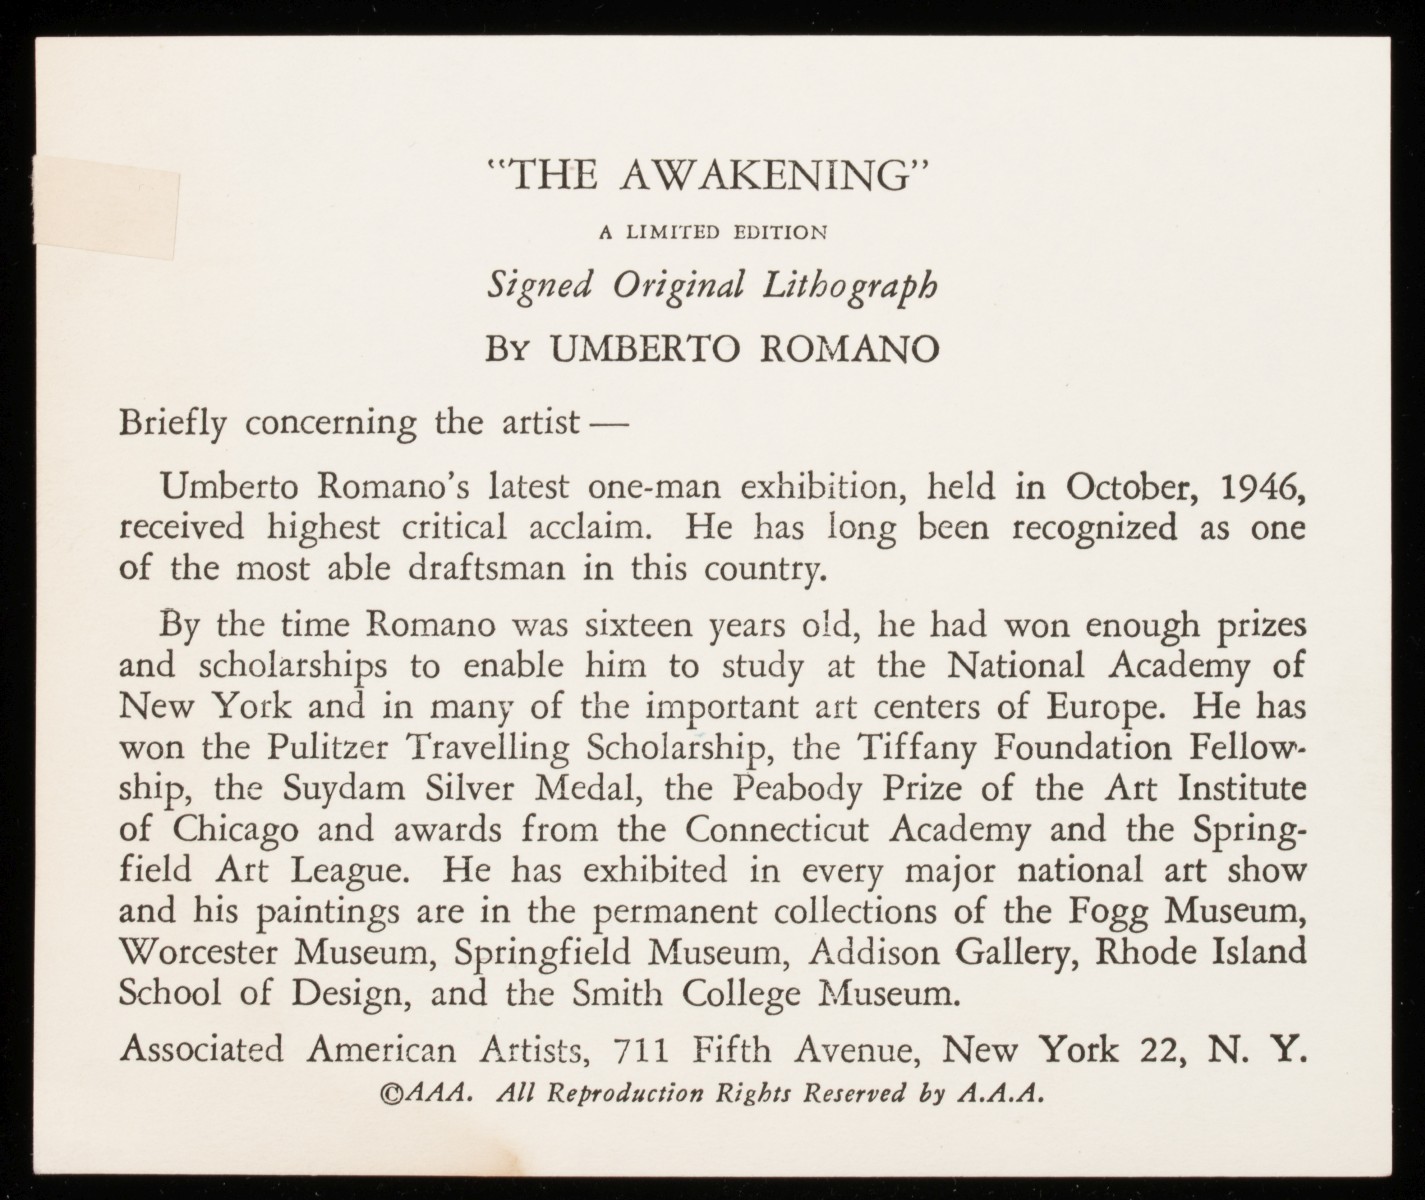 "THE AWAKENING"
A LIMITED EDITION
Signed Original Lithograph
BY UMBERTO ROMANO
Briefly concerning the artist —
Umberto Romano's latest one-man exhibition, held in October, 1946,
received highest critical acclaim. He has long been recognized as one
of the most able draftsman in this country.
By the time Romano was sixteen years old, he had won enough prizes
and scholarships to enable him to study at the National Academy of
New York and in many of the important art centers of Europe. He has
won the Pulitzer Travelling Scholarship, the Tiffany Foundation Fellow-
ship, the Suydam Silver Medal, the Peabody Prize of the Art Institute
of Chicago and awards from the Connecticut Academy and the Spring-
field Art League. He has exhibited in every major national art show
and his paintings are in the permanent collections of the Fogg Museum,
Worcester Museum, Springfield Museum, Addison Gallery, Rhode Island
School of Design, and the Smith College Museum.
Associated American Artists, 711 Fifth Avenue, New York 22, N. Y.
©AAA. All Reproduction Rights Reserved by A.A.A.